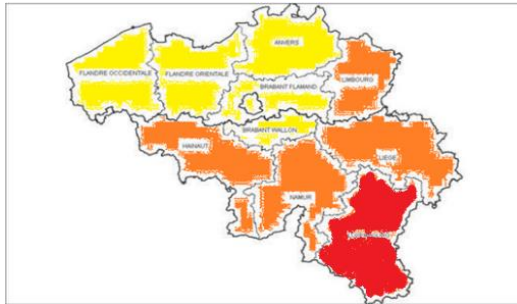 ANVERS
FLANDRE OCCIDENTALE
FLANDRE ORIENTALE
LIMBOURG
BRABANT FLAMAND
BRABANT WALLON
HAINAUT
LIEGE
NAMUR